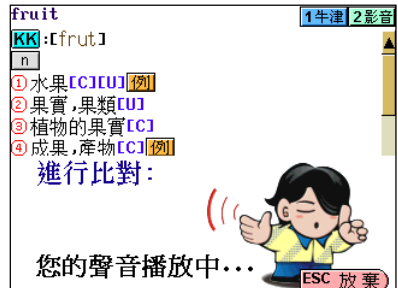 fruit 1牛津 2影音
KK:[frut]
n
①水果[C][U]例
②果實,果類[U]
③植物的果實[C]
④成果,產物[C]例
進行比對:
您的聲音播放中...
ESC 放棄